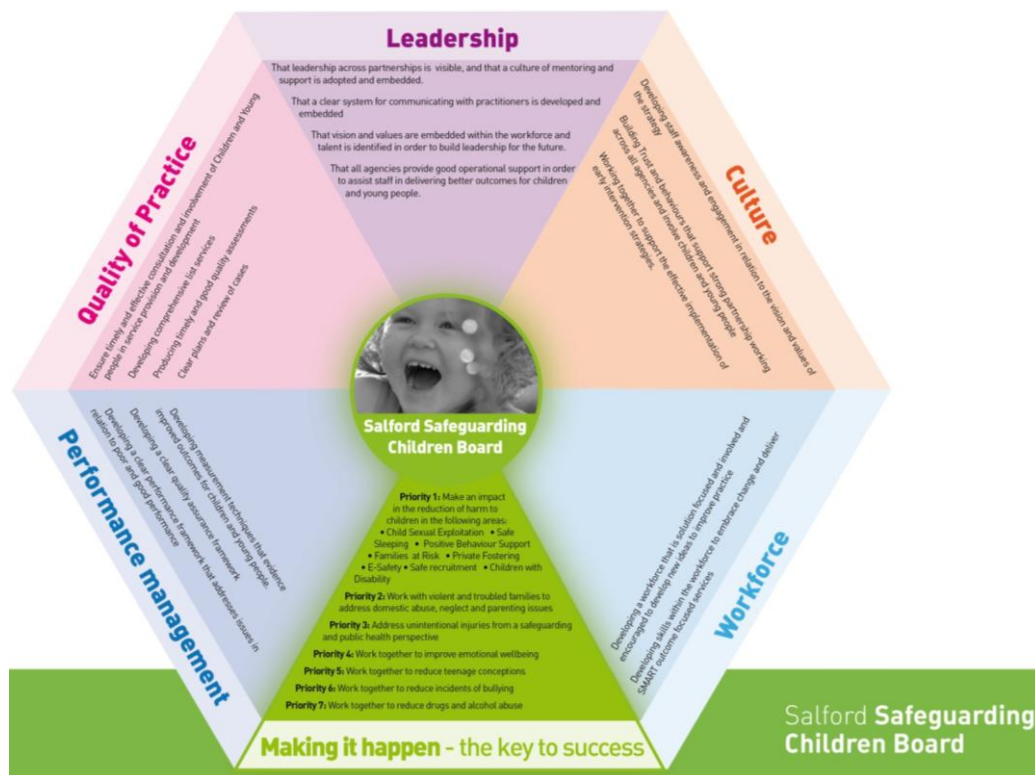 Leadership
That leadership across partnerships is visible, and that a culture of mentoring and
support is adopted and embedded.
That a clear system for communicating with practitioners is developed and
embedded
That vision and values are embedded within the workforce and
talent is identified in order to build leadership for the future.
That all agencies provide good operational support in order
to assist staff in delivering better outcomes for children
and young people.
Culture
Developing staff awareness and engagement in relation to the vision and values of
the strategy
Building Trust and behaviours that support strong partnership working
across all agencies and involve children and young people
Working together to support the effective implementation of
early intervention strategies.
Workforce
Developing a workforce that is solution focused and involved and
encouraged to develop new ideas to improve practice
Developing skills within the workforce to embrace change and deliver
SMART outcome focused services
Quality of Practice
Ensure timely and effective consultation and involvement of Children and Young
people in service provision and development
Developing comprehensive list services
Producing timely and good quality assessments
Clear plans and review of cases
Performance management
Developing measurement techniques that evidence
improved outcomes for children and young people.
Developing a clear quality assurance framework
Developing a clear performance framework that addresses issues in
relation to poor and good performance
Salford Safeguarding
Children Board
Priority 1: Make an impact
in the reduction of harm to
children in the following areas:
• Child Sexual Exploitation • Safe
Sleeping • Positive Behaviour Support
• Families at Risk • Private Fostering
• E-Safety • Safe recruitment • Children with
Disability
Priority 2: Work with violent and troubled families to
address domestic abuse, neglect and parenting issues
Priority 3: Address unintentional injuries from a safeguarding
and public health perspective
Priority 4: Work together to improve emotional wellbeing
Priority 5: Work together to reduce teenage conceptions
Priority 6: Work together to reduce incidents of bullying
Priority 7: Work together to reduce drugs and alcohol abuse
Making it happen - the key to success
Salford Safeguarding
Children Board